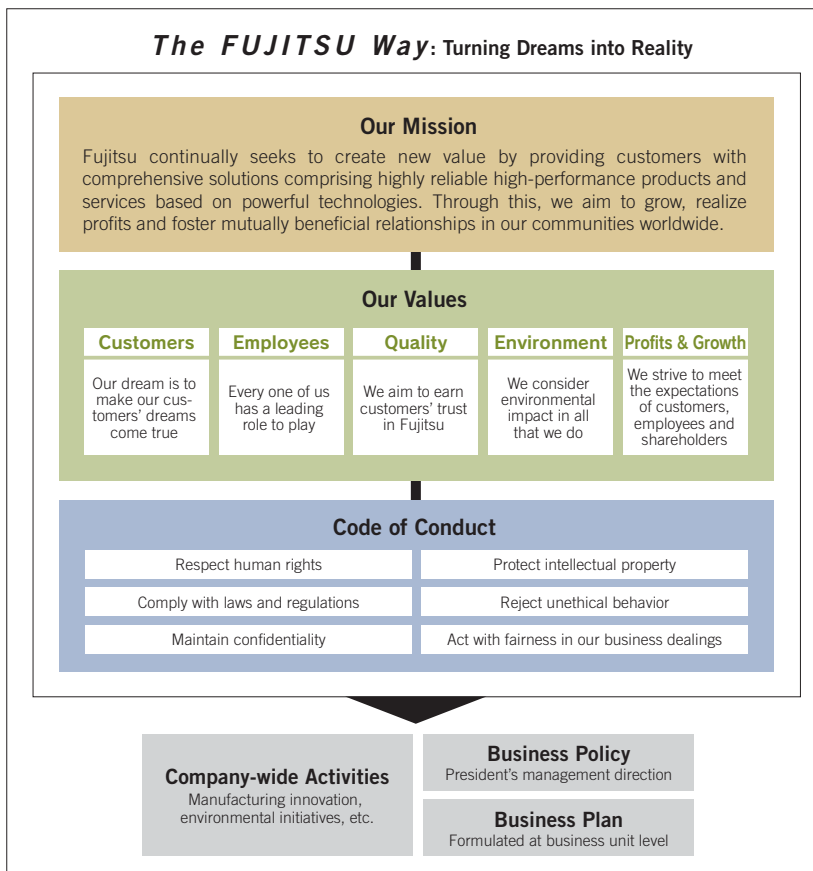 The FUJITSU Way: Turning Dreams into Reality
Our Mission
Fujitsu continually seeks to create new value by providing customers with
comprehensive solutions comprising highly reliable high-performance products and
services based on powerful technologies. Through this, we aim to grow, realize
profits and foster mutually beneficial relationships in our communities worldwide.
Our Values
Customers
Our dream is to
make our cus-
tomers’ dreams
come true
Employees
Every one of us
has a leading
role to play
Quality
We aim to earn
customers’ trust
in Fujitsu
Environment
We consider
environmental
impact in all
that we do
Profits & Growth
We strive to meet
the expectations
of customers,
employees and
shareholders
Code of Conduct
Respect human rights
Protect intellectual property
Comply with laws and regulations
Reject unethical behavior
Maintain confidentiality
Act with fairness in our business dealings
Company-wide Activities
Manufacturing innovation,
environmental initiatives, etc.
Business Policy
President’s management direction
Business Plan
Formulated at business unit level